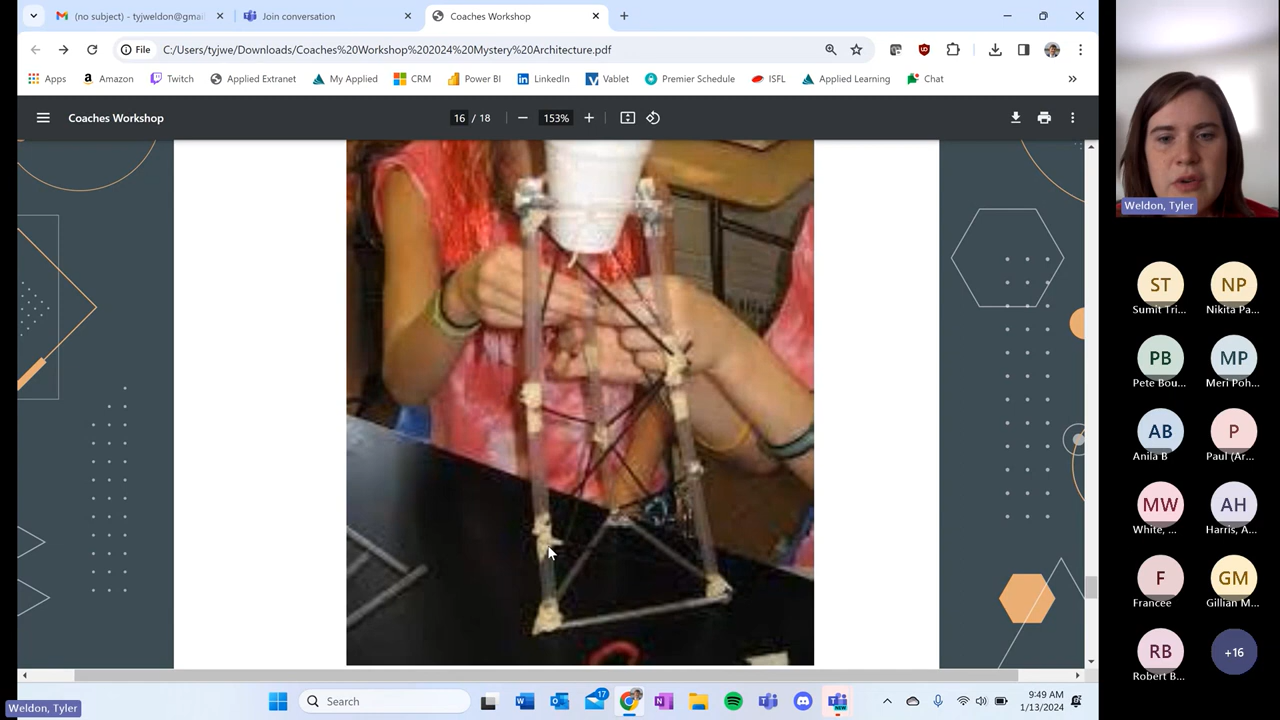 (no subject) - tyjweldon@gmai
Join conversation
Coaches Workshop
File
C:/Users/tyjwe/Downloads/Coaches%20Workshop%202024%20Mystery%20Architecture.pdf
Apps
Amazon
Twitch
Applied Extranet
My Applied
CRM
Power BI
LinkedIn
Vablet
Premier Schedule
ISFL
Applied Learning
Chat
Coaches Workshop
16 / 18
153%
Weldon, Tyler
ST
Sumit Tri...
NP
Nikita Pa...
PB
Pete Bou...
MP
Meri Poh...
AB
Anila B
P
Paul (Ar...
MW
White, ...
AH
Harris, A...
F
Francee
GM
Gillian M...
RB
Robert B...
+16
Search
17
9:49 AM
1/13/2024
Weldon, Tyler